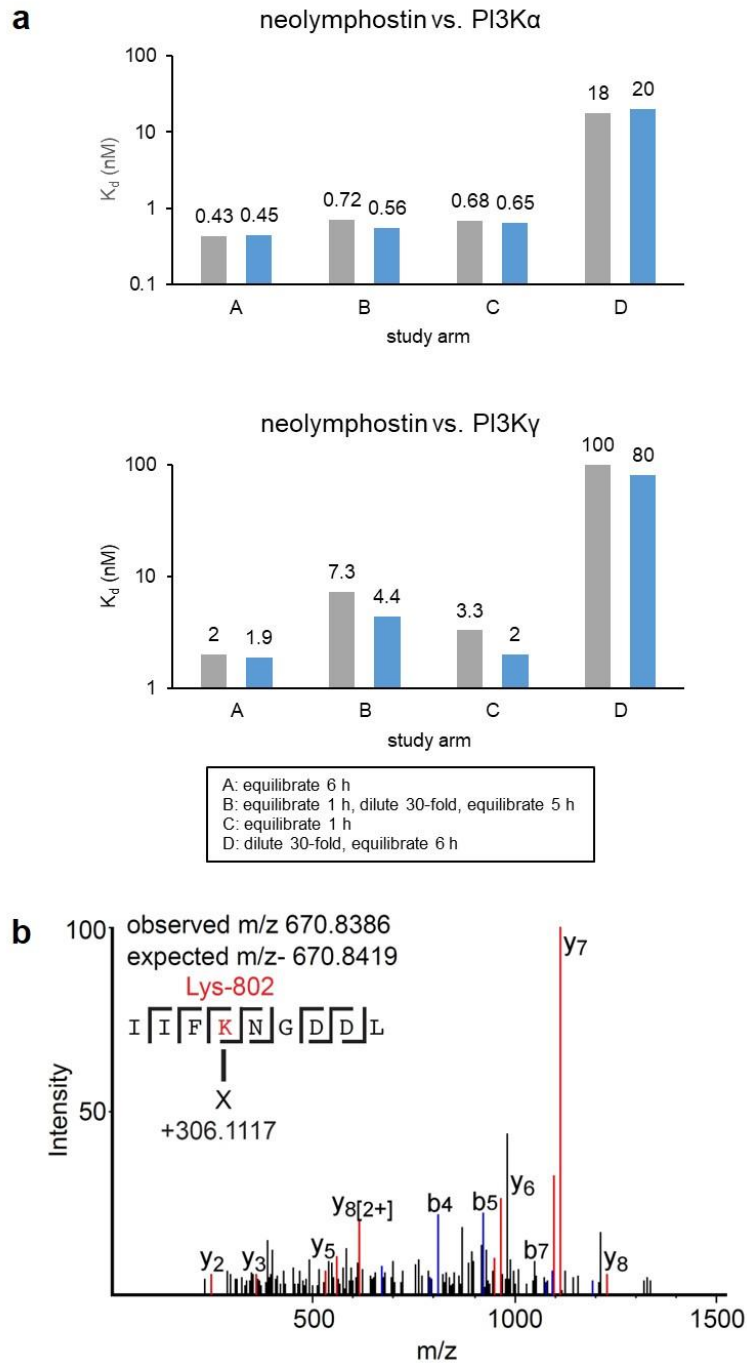 a
neolymphostin vs. PI3Kα
100
10
1
0.1
K_d (nM)
0.43 0.45 0.72 0.56 0.68 0.65 18 20
A B C D
study arm
neolymphostin vs. PI3Kγ
100
10
1
K_d (nM)
2 1.9 7.3 4.4 3.3 2 100 80
A B C D
study arm
A: equilibrate 6 h
B: equilibrate 1 h, dilute 30-fold, equilibrate 5 h
C: equilibrate 1 h
D: dilute 30-fold, equilibrate 6 h
b
observed m/z 670.8386
expected m/z- 670.8419
Lys-802
I I F K N G D D L
X
+306.1117
100
50
Intensity
y2 y3 y5 y8[2+] b4 b5 y6 b7 y7 y8
500 1000 1500
m/z